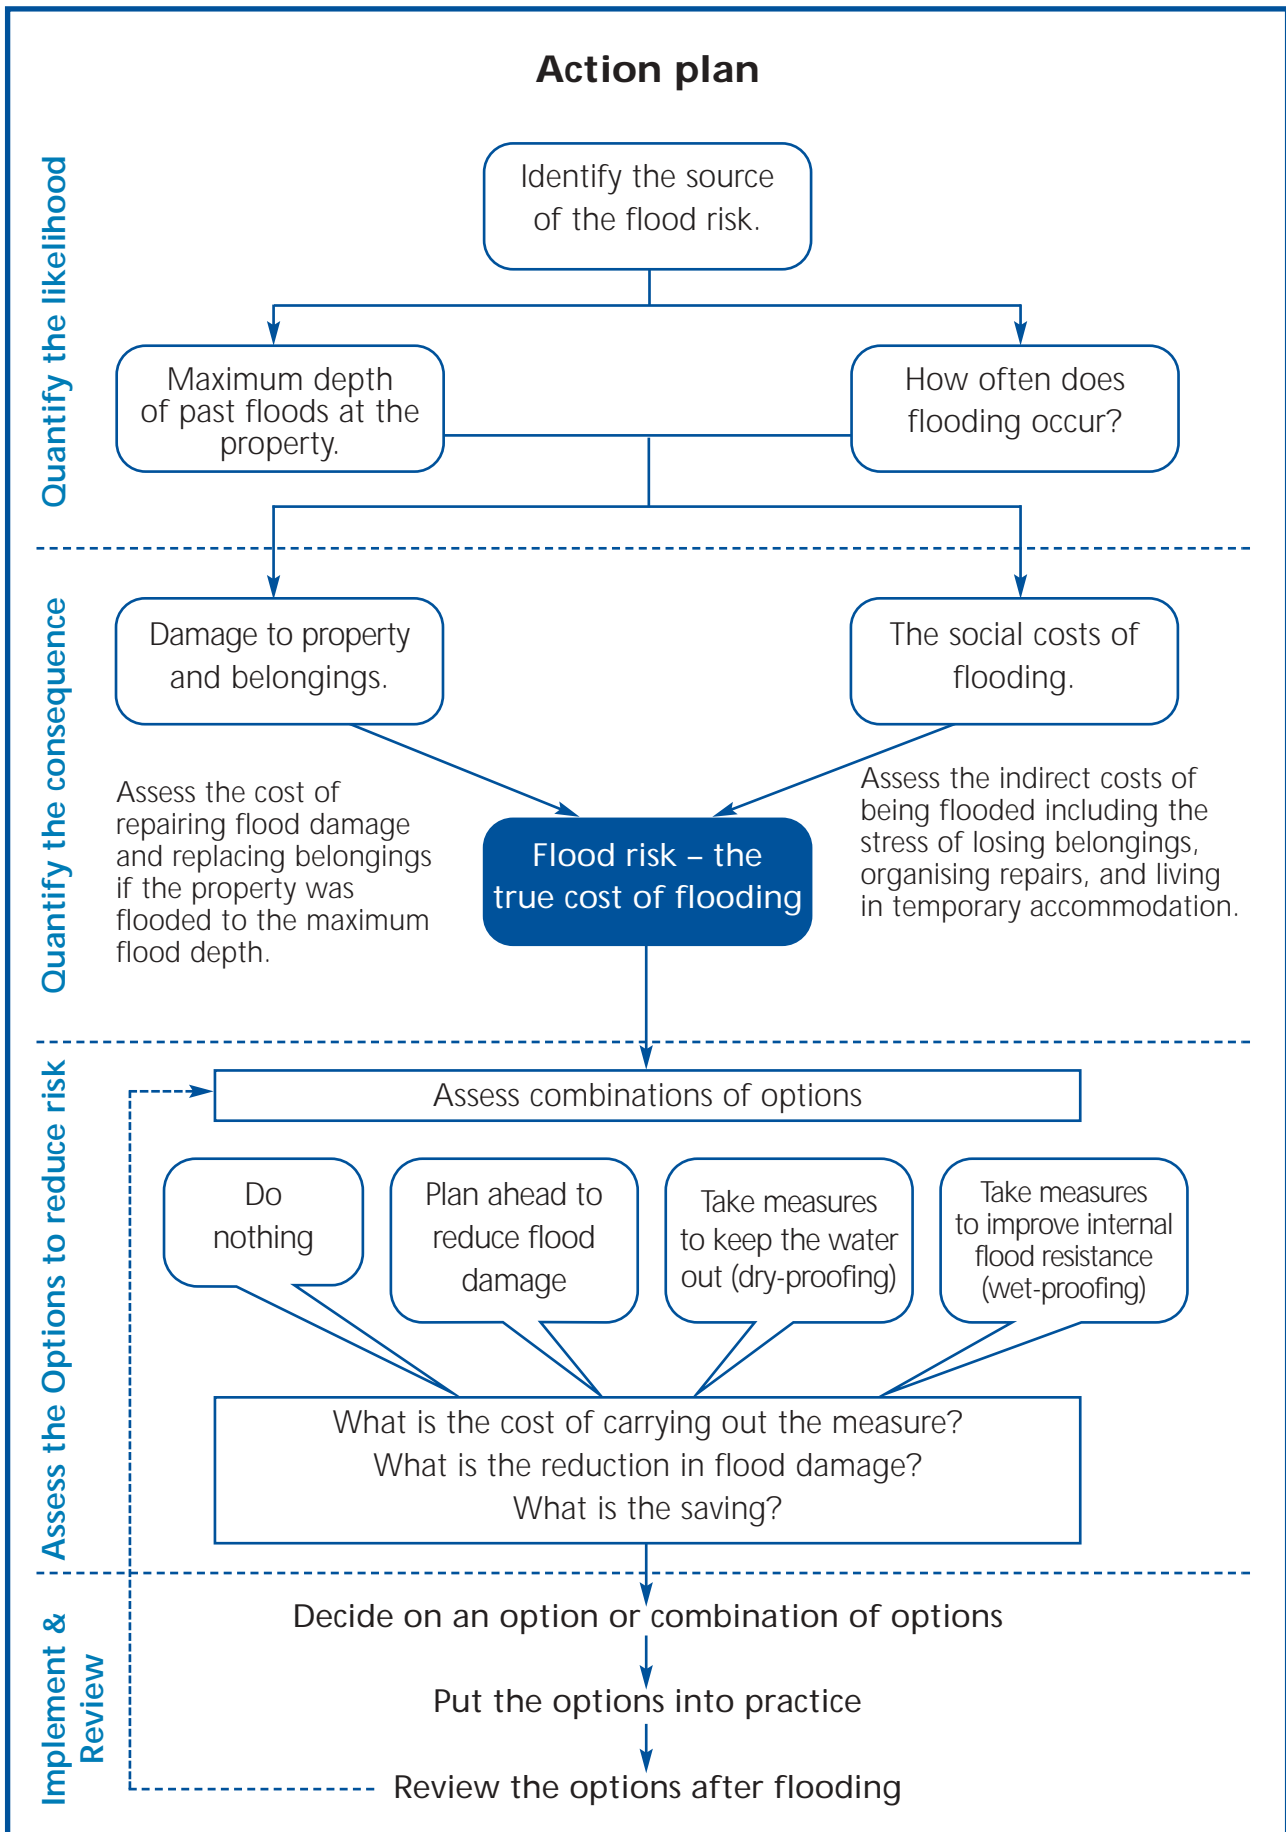 Action plan
Quantify the likelihood
Identify the source
of the flood risk.
Maximum depth
of past floods at the
property.
How often does
flooding occur?
Quantify the consequence
Damage to property
and belongings.
The social costs of
flooding.
Assess the cost of
repairing flood damage
and replacing belongings
if the property was
flooded to the maximum
flood depth.
Flood risk – the
true cost of flooding
Assess the indirect costs of
being flooded including the
stress of losing belongings,
organising repairs, and living
in temporary accommodation.
Assess the Options to reduce risk
Assess combinations of options
Do
nothing
Plan ahead to
reduce flood
damage
Take measures
to keep the water
out (dry-proofing)
Take measures
to improve internal
flood resistance
(wet-proofing)
What is the cost of carrying out the measure?
What is the reduction in flood damage?
What is the saving?
Implement &
Review
Decide on an option or combination of options
Put the options into practice
Review the options after flooding